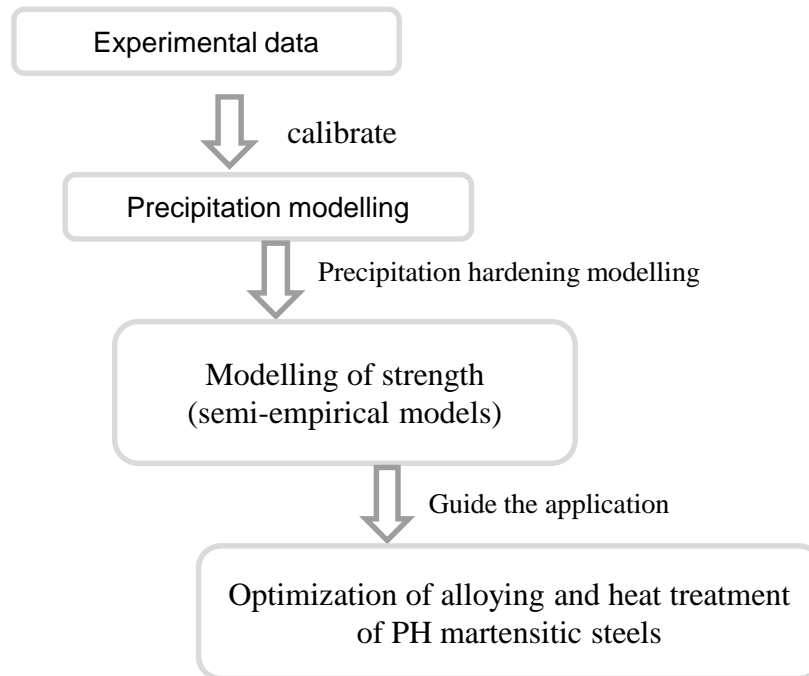 Experimental data
calibrate
Precipitation modelling
Precipitation hardening modelling
Modelling of strength
(semi-empirical models)
Guide the application
Optimization of alloying and heat treatment
of PH martensitic steels